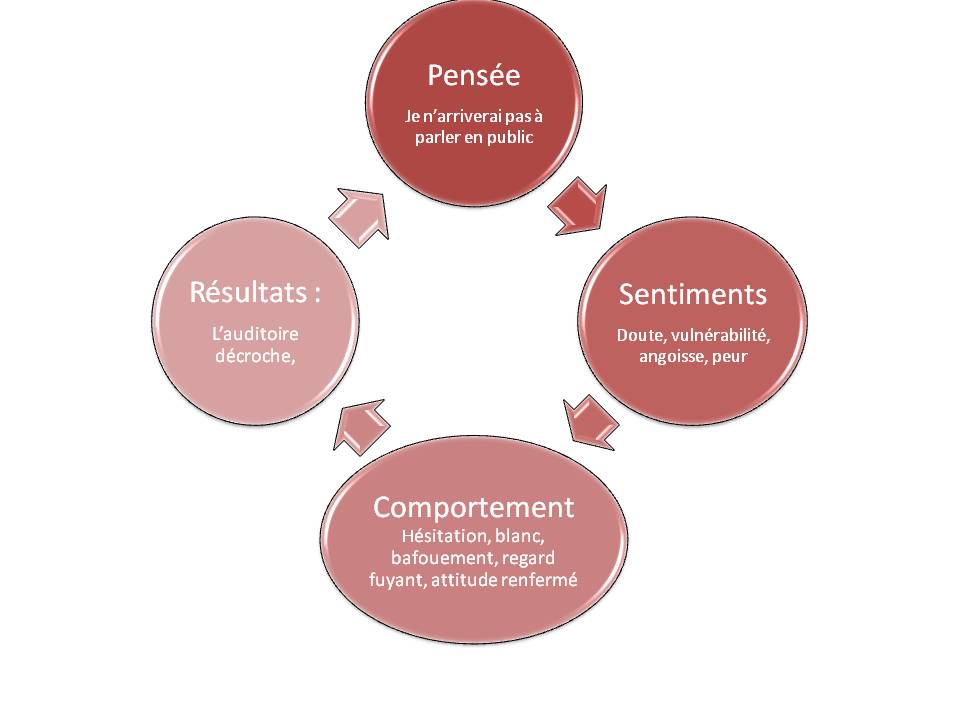 Pensée
Je n’arriverai pas à
parler en public
Sentiments
Doute, vulnérabilité,
angoisse, peur
Comportement
Hésitation, blanc,
bafouement, regard
fuyant, attitude renfermé
Résultats :
L’auditoire
décroche,